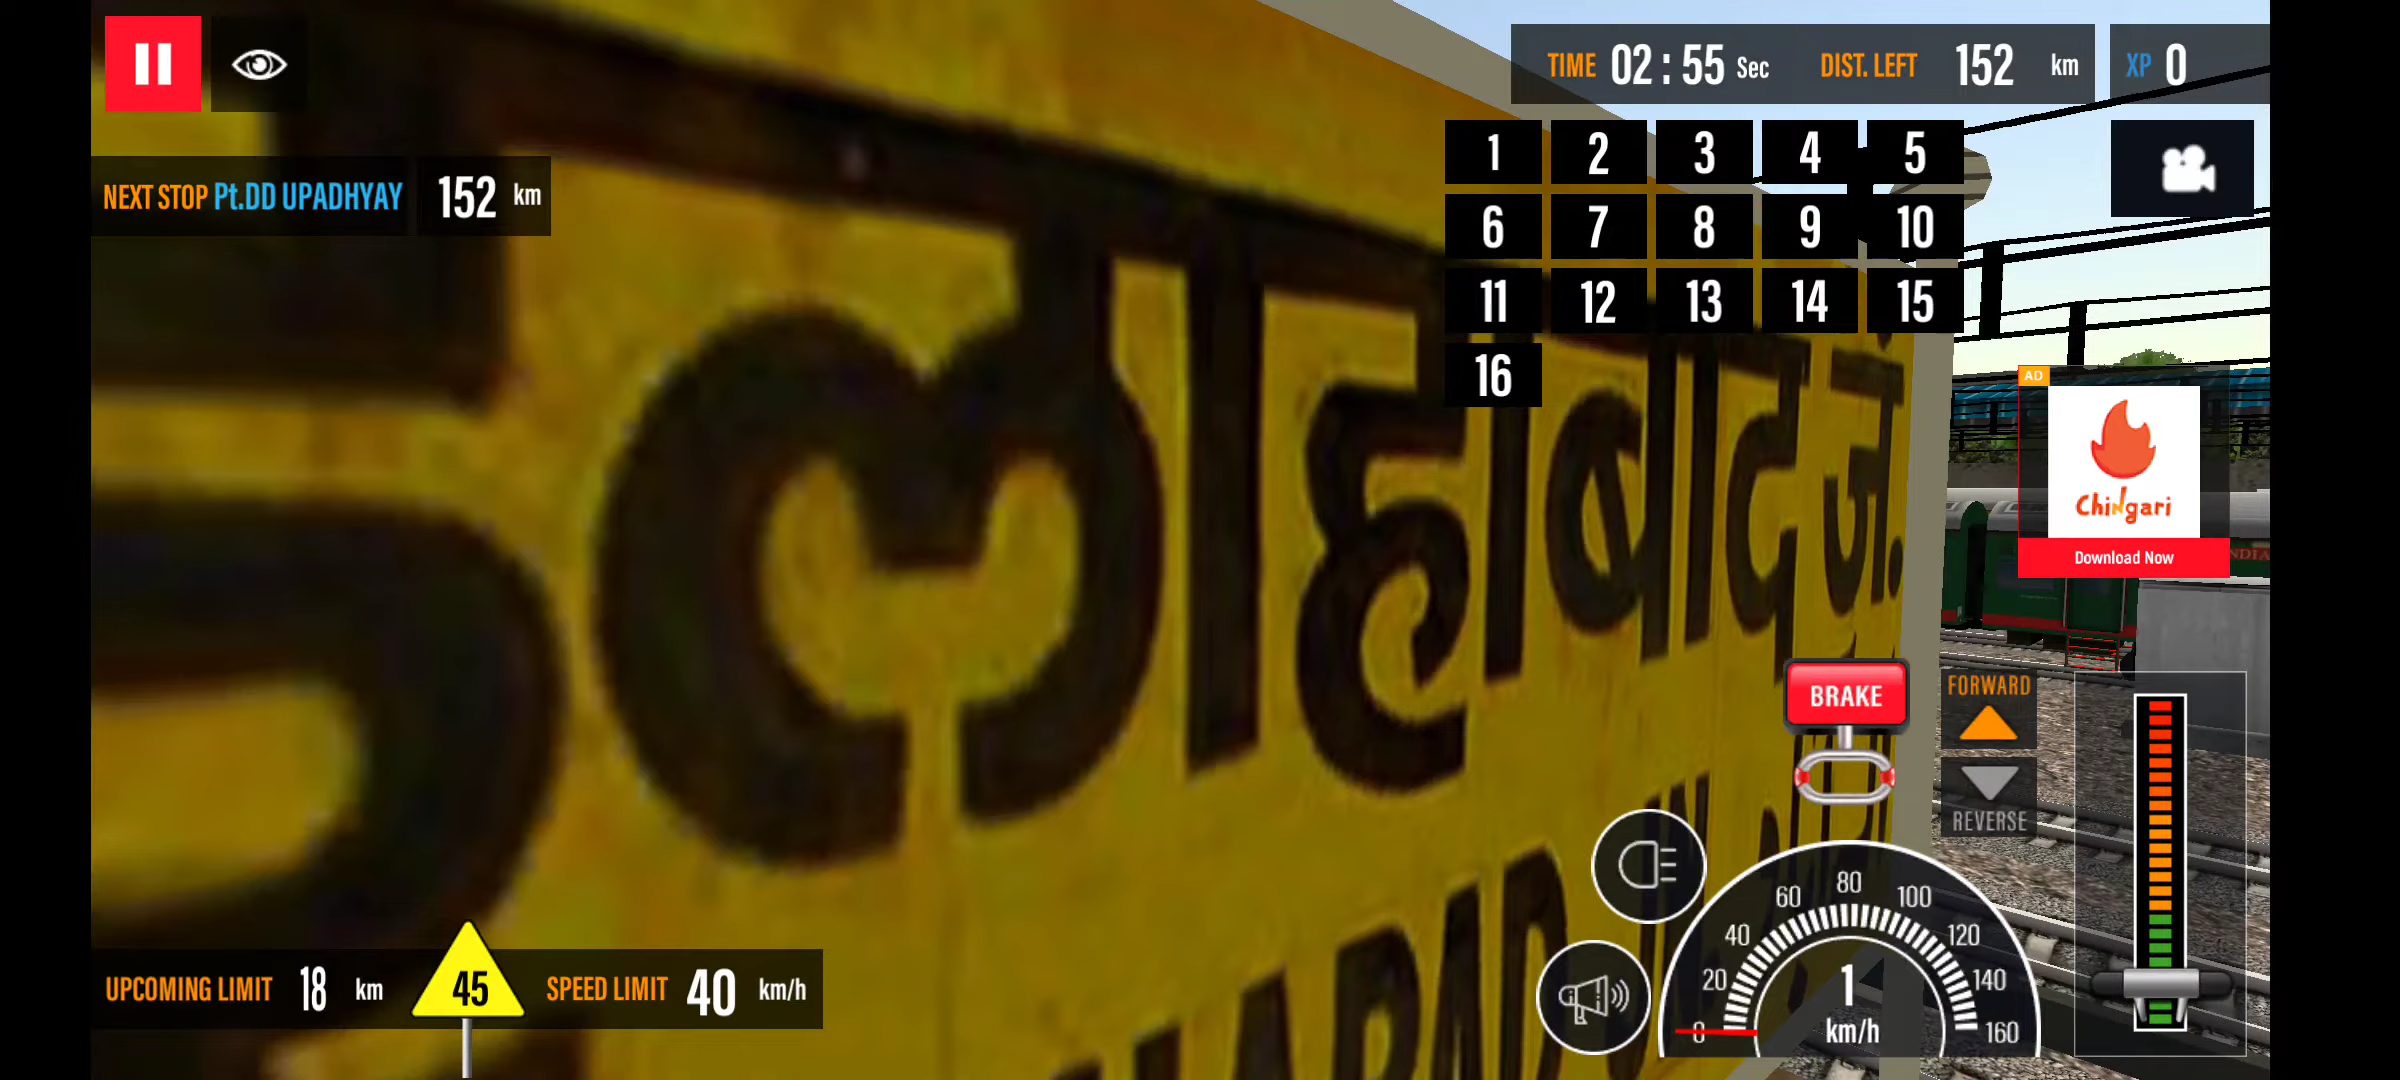 TIME 02 : 55 Sec DIST. LEFT 152 km XP 0
1 2 3 4 5
6 7 8 9 10
11 12 13 14 15
16
NEXT STOP Pt.DD UPADHYAY 152 km
इलाहाबाद जं.
AD
Chingari
Download Now
BRAKE
FORWARD
REVERSE
UPCOMING LIMIT 18 km 45 SPEED LIMIT 40 km/h
0 20 40 60 80 100 120 140 160
1
km/h